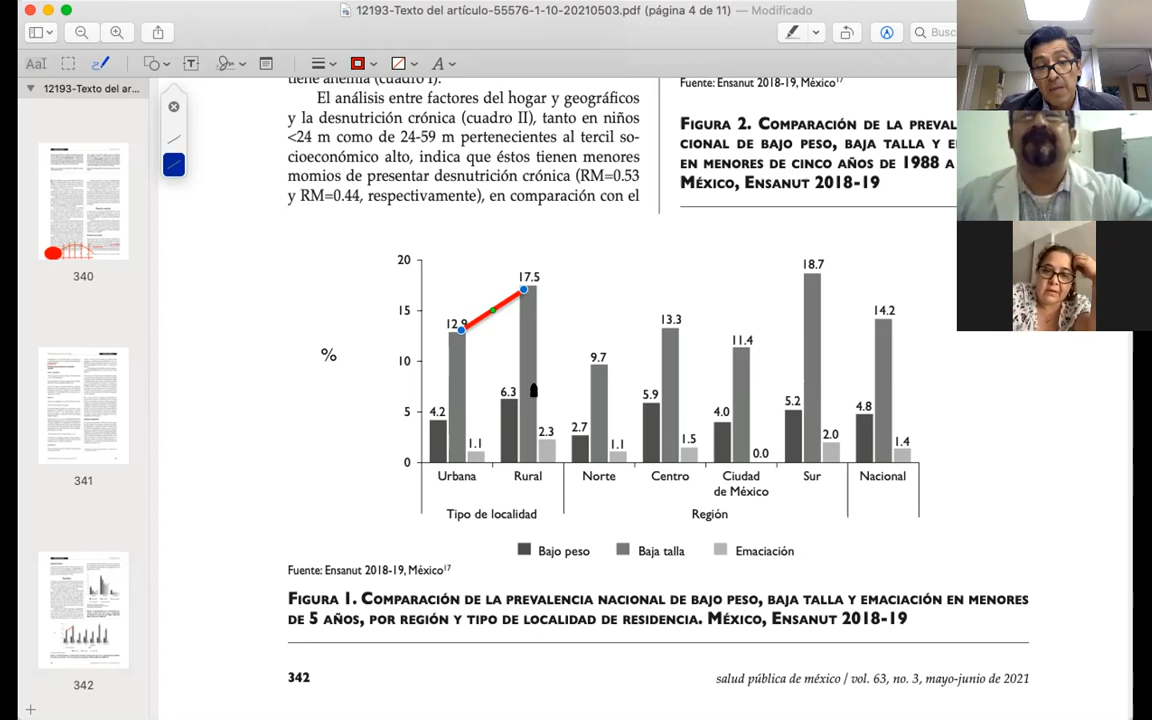 12193-Texto del artículo-55576-1-10-20210503.pdf (página 4 de 11) — Modificado
AaI
T
A
Busc
12193-Texto del ar...
340
341
342
tiene anemia (cuadro I).
El análisis entre factores del hogar y geográficos
y la desnutrición crónica (cuadro II), tanto en niños
<24 m como de 24-59 m pertenecientes al tercil so-
cioeconómico alto, indica que éstos tienen menores
momios de presentar desnutrición crónica (RM=0.53
y RM=0.44, respectivamente), en comparación con el
Fuente: Ensanut 2018-19, México17
Figura 2. Comparación de la preval
cional de bajo peso, baja talla y e
en menores de cinco años de 1988 a
México, Ensanut 2018-19
%
20
15
10
5
0
4.2
12.9
1.1
6.3
17.5
2.3
2.7
9.7
1.1
5.9
13.3
1.5
4.0
11.4
0.0
5.2
18.7
2.0
4.8
14.2
1.4
Urbana
Rural
Norte
Centro
Ciudad
de México
Sur
Nacional
Tipo de localidad
Región
Bajo peso
Baja talla
Emaciación
Fuente: Ensanut 2018-19, México17
Figura 1. Comparación de la prevalencia nacional de bajo peso, baja talla y emaciación en menores
de 5 años, por región y tipo de localidad de residencia. México, Ensanut 2018-19
342
salud pública de méxico / vol. 63, no. 3, mayo-junio de 2021